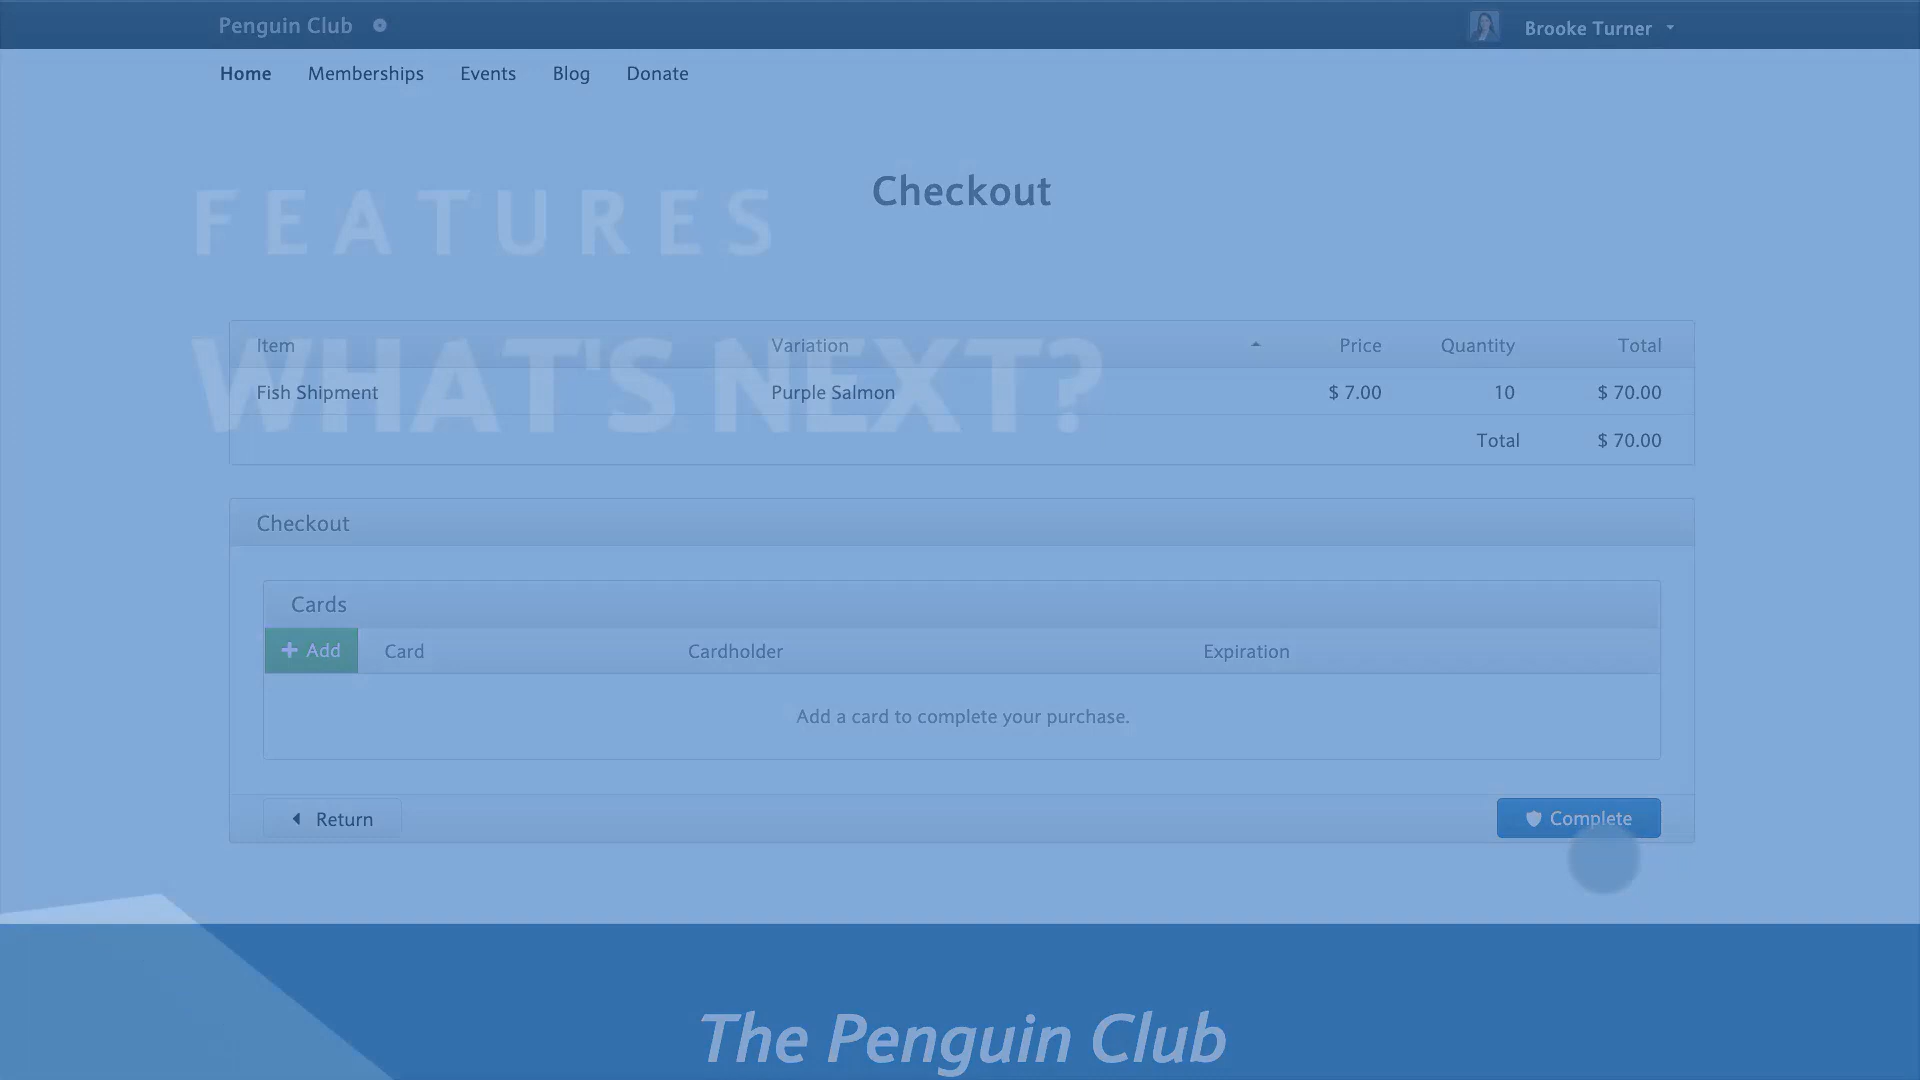 Penguin Club
Brooke Turner
Home Memberships Events Blog Donate
Checkout
FEATURES
WHAT'S NEXT?
Item Variation Price Quantity Total
Fish Shipment Purple Salmon $ 7.00 10 $ 70.00
Total $ 70.00
Checkout
Cards
Add Card Cardholder Expiration
Add a card to complete your purchase.
Return Complete
The Penguin Club